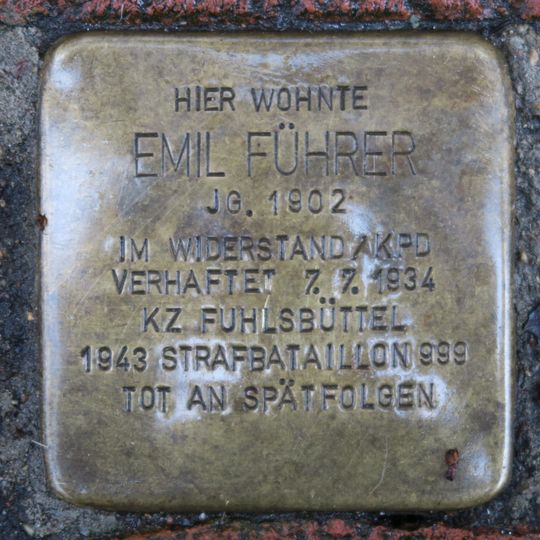 HIER WOHNTE
EMIL FÜHRER
JG. 1902
IM WIDERSTAND/KPD
VERHAFTET 7. 7. 1934
KZ FUHLSBÜTTEL
1943 STRAFBATAILLON 999
TOT AN SPÄTFOLGEN